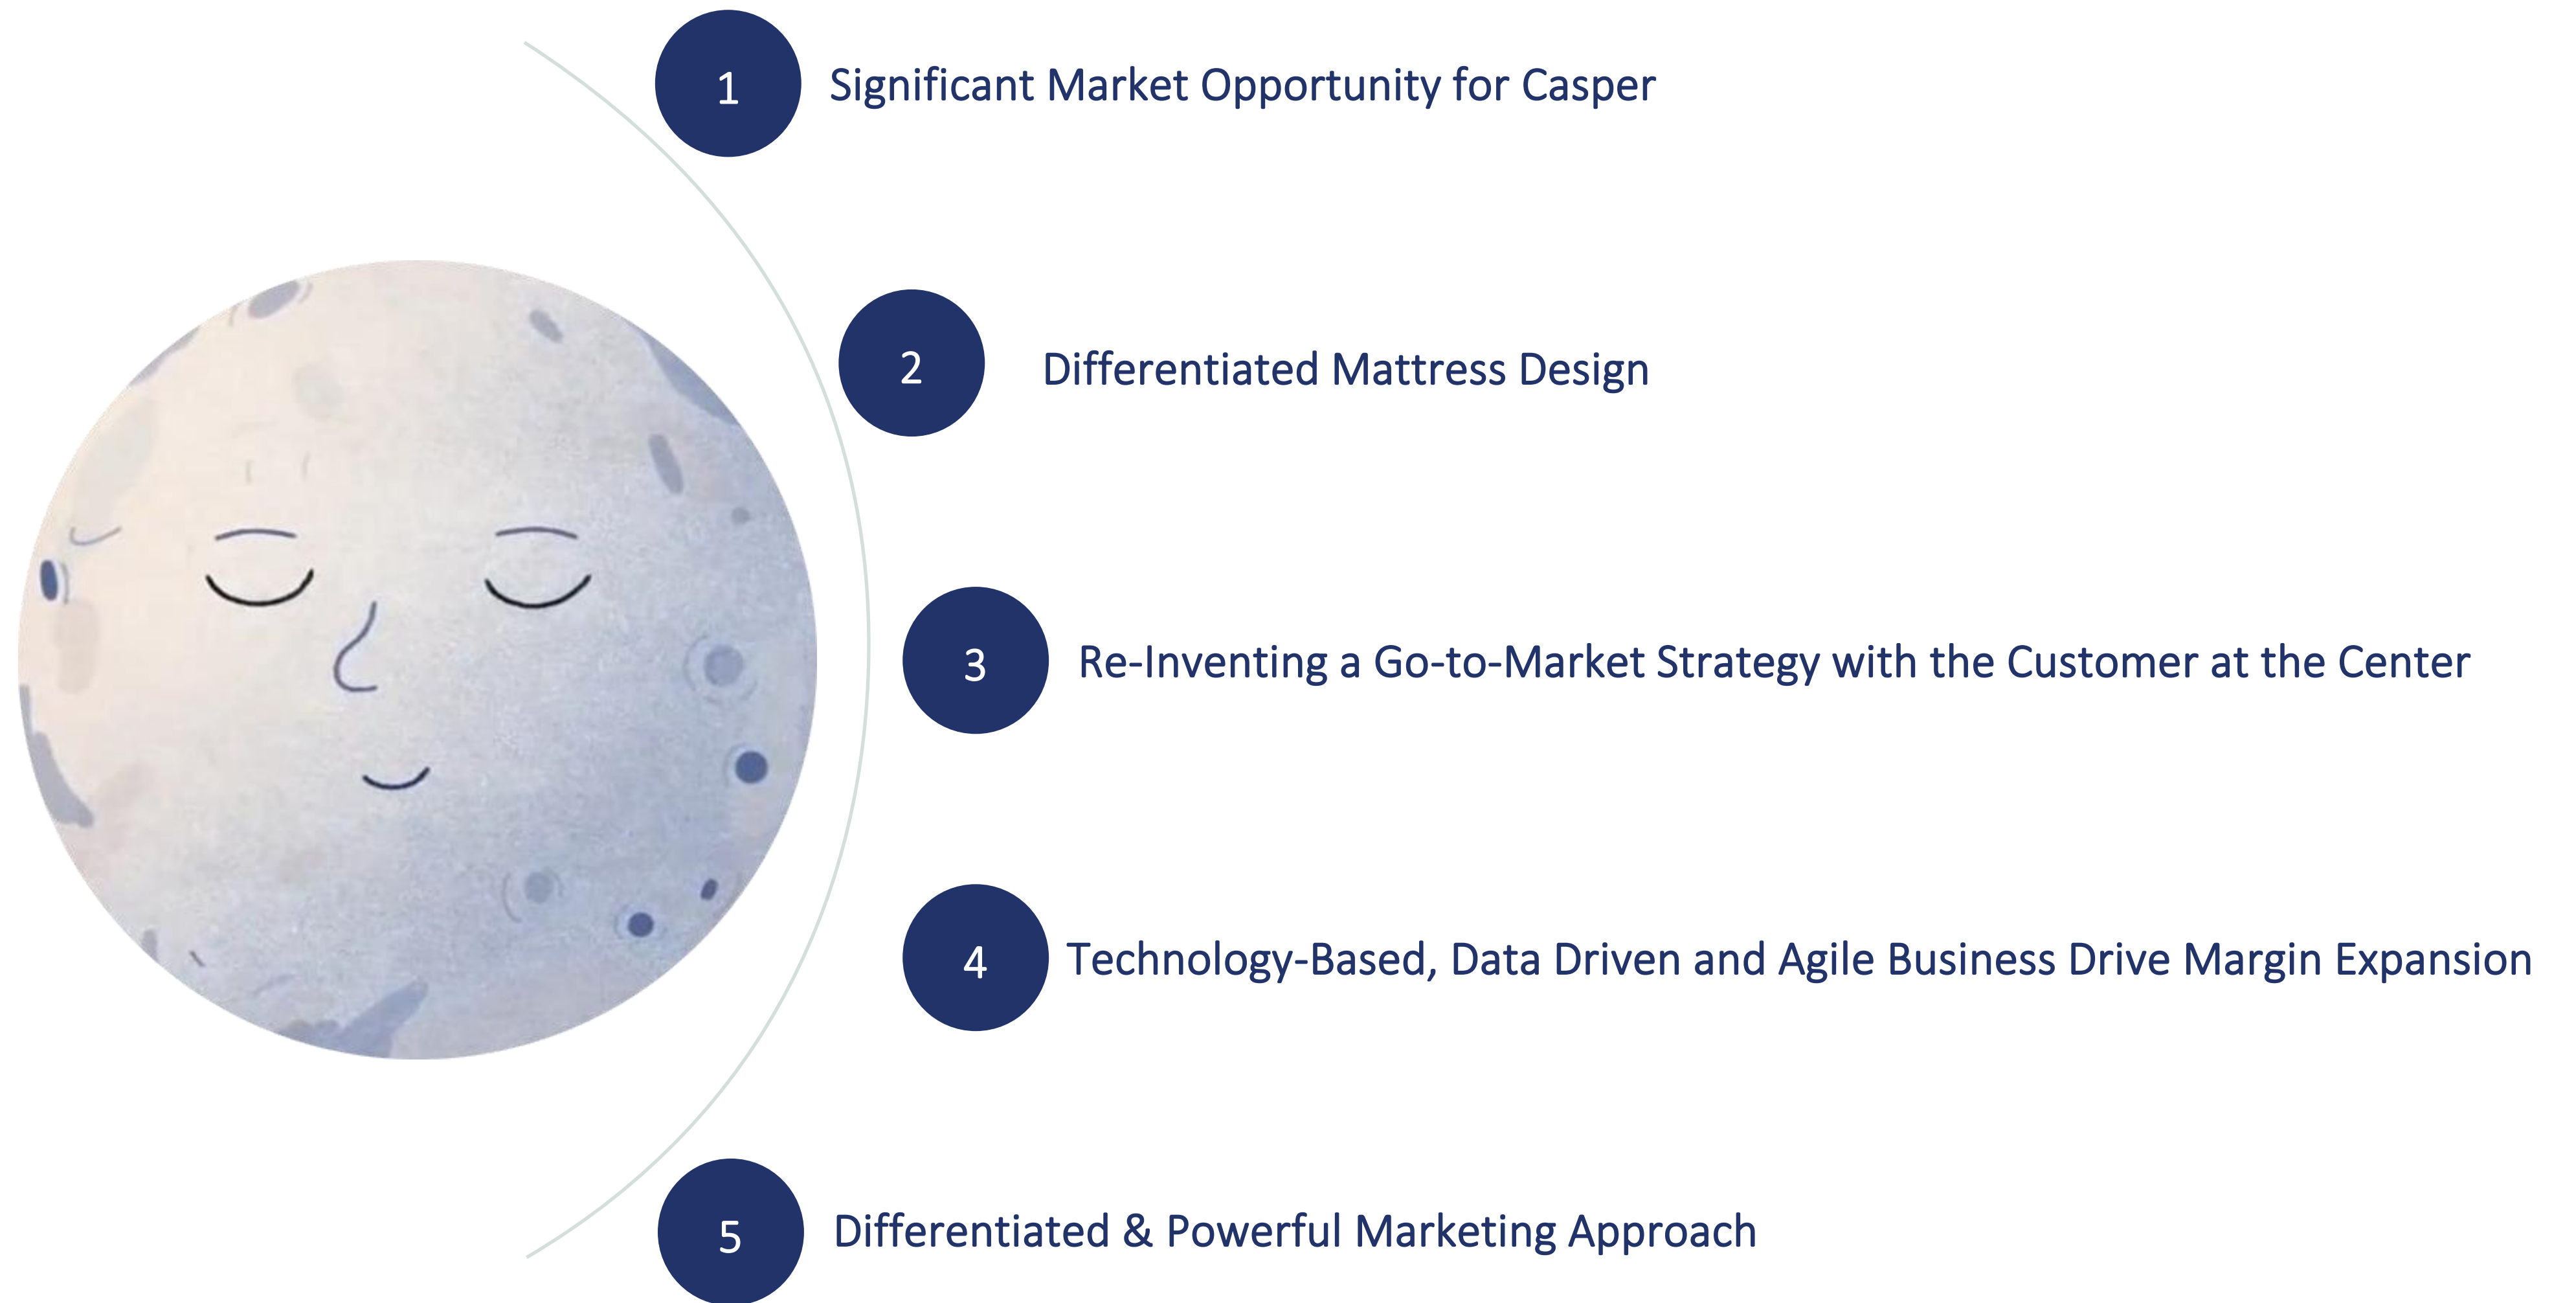 1 Significant Market Opportunity for Casper
2 Differentiated Mattress Design
3 Re-Inventing a Go-to-Market Strategy with the Customer at the Center
4 Technology-Based, Data Driven and Agile Business Drive Margin Expansion
5 Differentiated & Powerful Marketing Approach